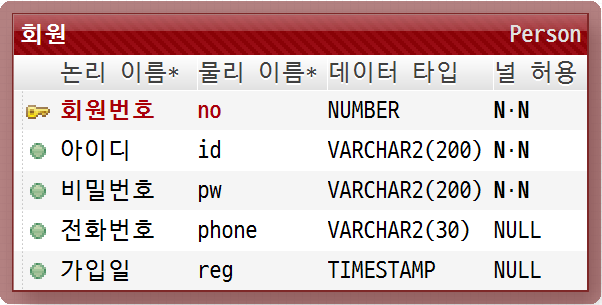 회원 Person
논리 이름* 물리 이름* 데이터 타입 널 허용
회원번호 no NUMBER N·N
아이디 id VARCHAR2(200) N·N
비밀번호 pw VARCHAR2(200) N·N
전화번호 phone VARCHAR2(30) NULL
가입일 reg TIMESTAMP NULL